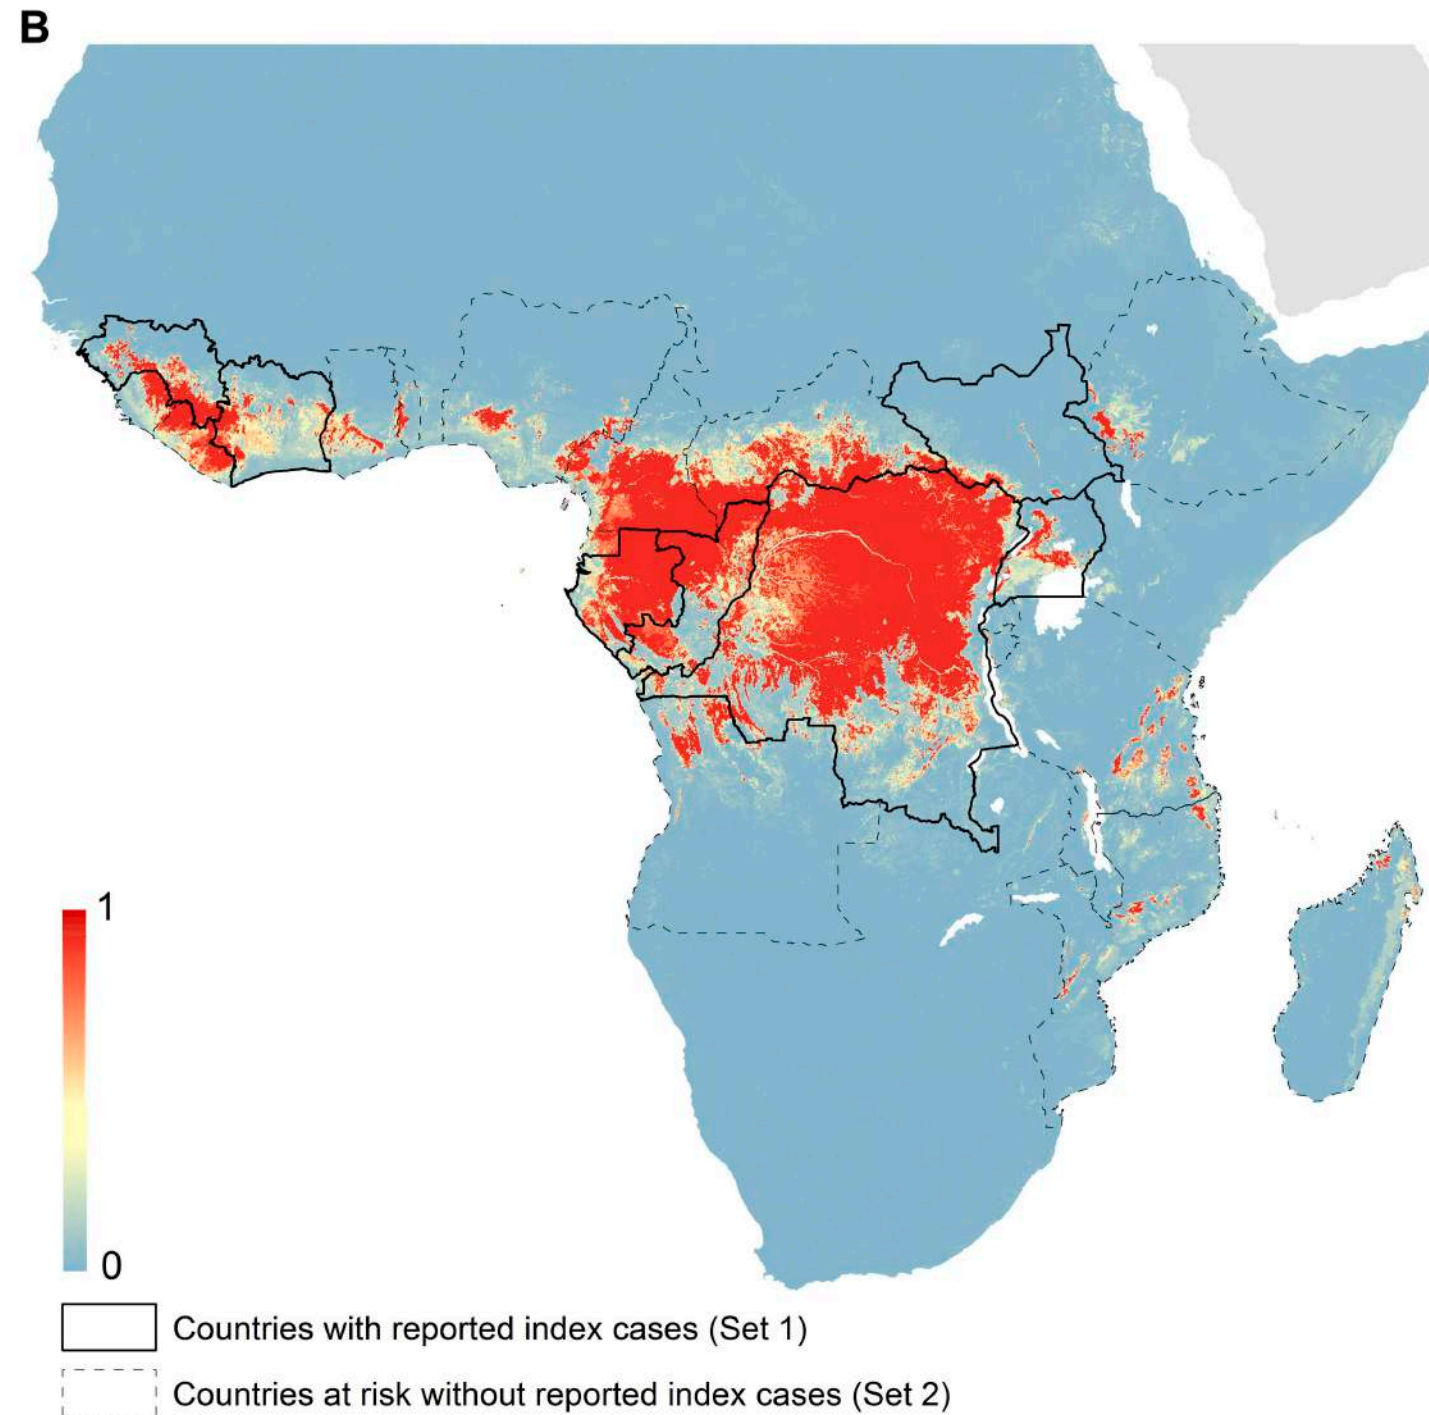 B
1
0
Countries with reported index cases (Set 1)
Countries at risk without reported index cases (Set 2)